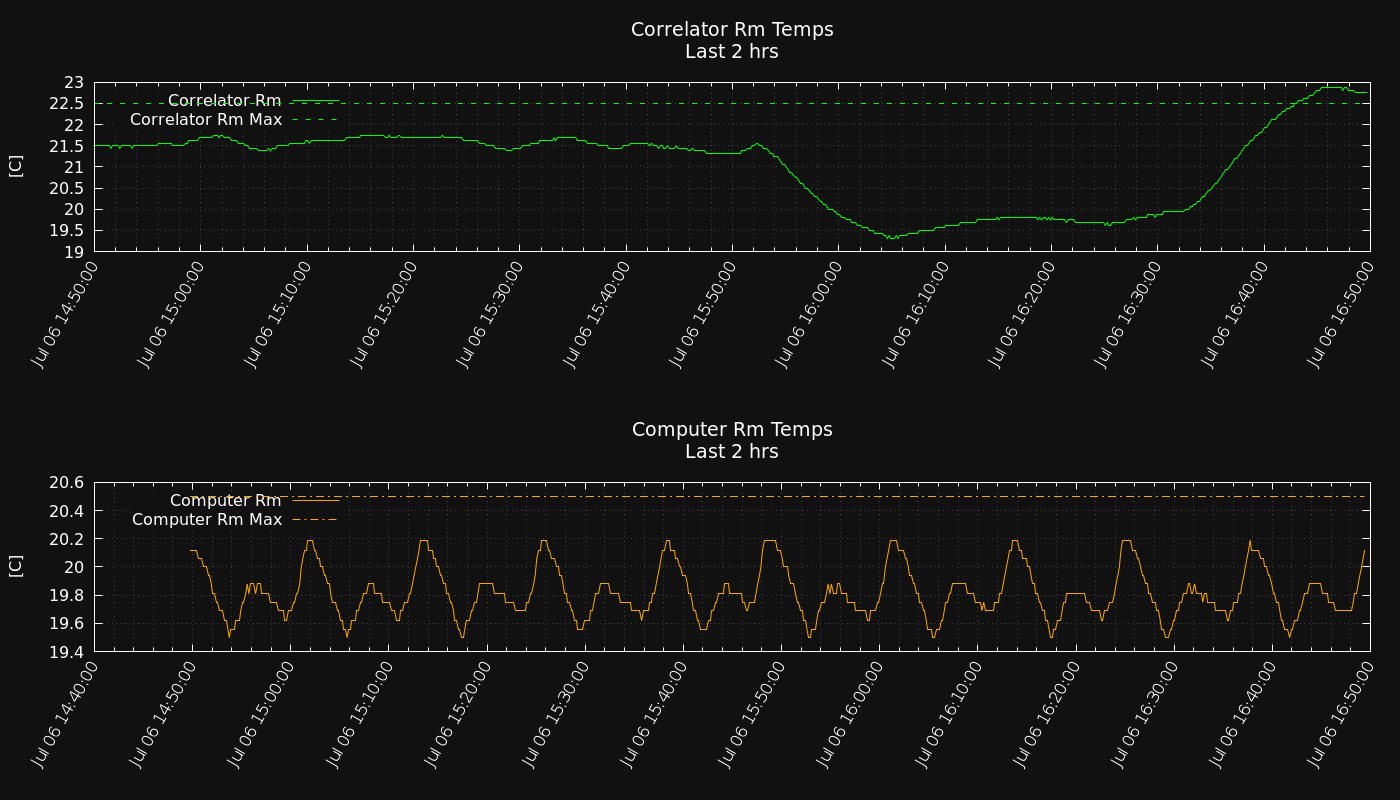 Correlator Rm Temps
Last 2 hrs
23
22.5
22
21.5
21
20.5
20
19.5
19
[C]
Correlator Rm
Correlator Rm Max
Jul 06 14:50:00
Jul 06 15:00:00
Jul 06 15:10:00
Jul 06 15:20:00
Jul 06 15:30:00
Jul 06 15:40:00
Jul 06 15:50:00
Jul 06 16:00:00
Jul 06 16:10:00
Jul 06 16:20:00
Jul 06 16:30:00
Jul 06 16:40:00
Jul 06 16:50:00
Computer Rm Temps
Last 2 hrs
20.6
20.4
20.2
20
19.8
19.6
19.4
[C]
Computer Rm
Computer Rm Max
Jul 06 14:40:00
Jul 06 14:50:00
Jul 06 15:00:00
Jul 06 15:10:00
Jul 06 15:20:00
Jul 06 15:30:00
Jul 06 15:40:00
Jul 06 15:50:00
Jul 06 16:00:00
Jul 06 16:10:00
Jul 06 16:20:00
Jul 06 16:30:00
Jul 06 16:40:00
Jul 06 16:50:00